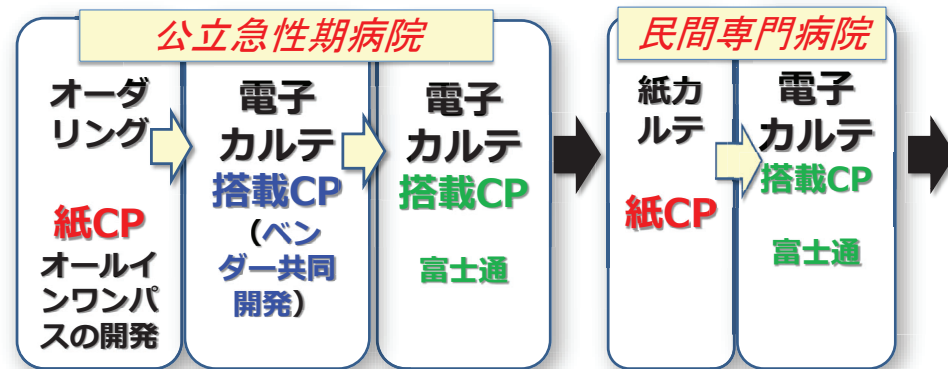 公立急性期病院
オーダ
リング
紙CP
オールイ
ンワンパ
スの開発
電子
カルテ
搭載CP
（ベン
ダー共同
開発）
電子
カルテ
搭載CP
富士通
民間専門病院
紙カ
ルテ
紙CP
電子
カルテ
搭載CP
富士通